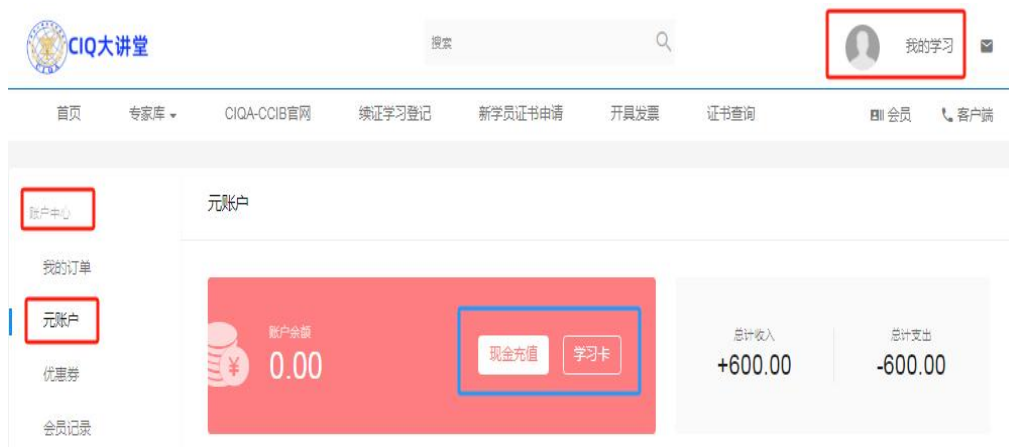 CIQ大讲堂
搜索
我的学习
首页 专家库 CIQA-CCIB官网 续证学习登记 新学员证书申请 开具发票 证书查询 会员 客户端
账户中心
元账户
我的订单
元账户
账户余额
0.00
现金充值 学习卡
总计收入 总计支出
+600.00 -600.00
优惠券
会员记录